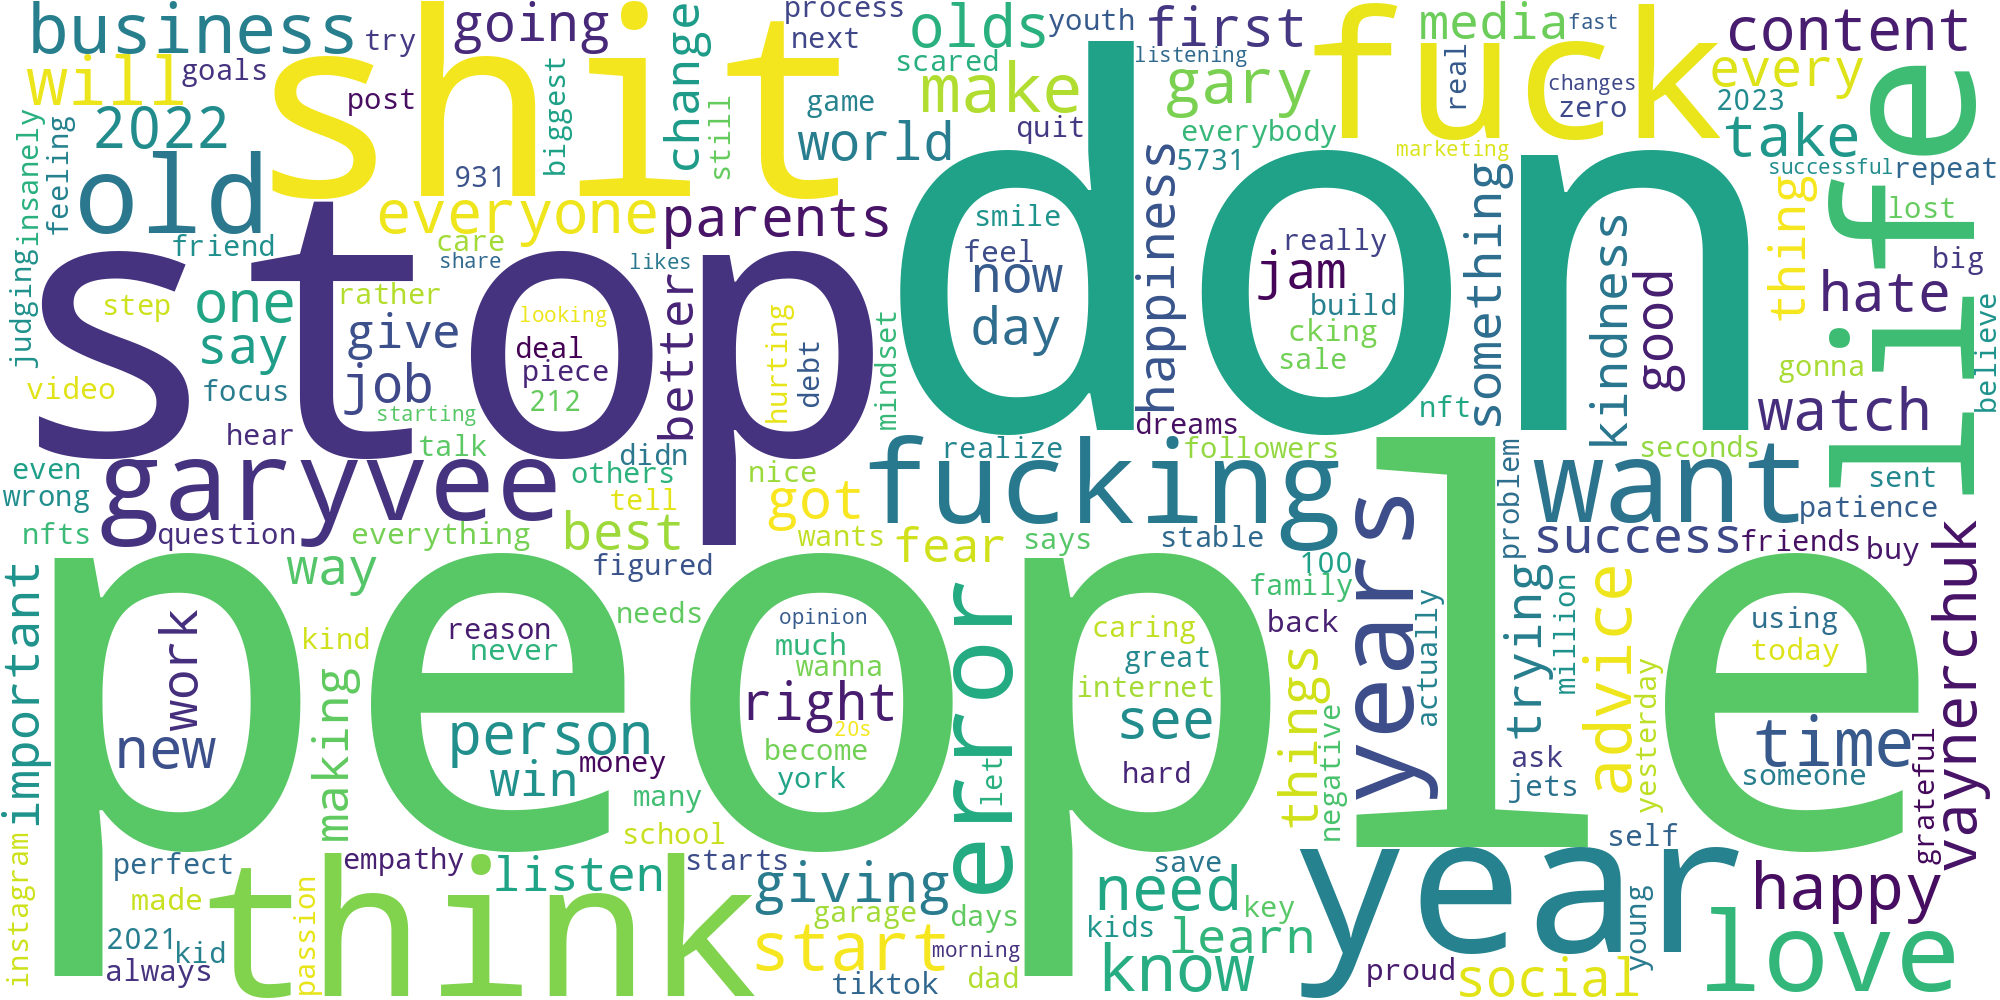 business
try
going
process
next
shit
change
olds
youth
first
media
fast
fuck
content
will
goals
post
biggest
still
game
make
scared
listening
gary
real
changes
zero
every
2022
world
quit
everybody
2023
take
life
judginginsanely
feeling
old
931
5731
marketing
successful
repeat
everyone
parents
don
happiness
something
kindness
thing
lost
friend
care
share
likes
smile
feel
now
day
really
jam
build
cking
sale
good
hate
big
stop
step
one
say
rather
give
job
looking
deal
piece
212
better
hurting
debt
mindset
nft
watch
gonna
believe
video
focus
starting
hear
talk
didn
realize
dreams
followers
seconds
even
wrong
garyvee
others
tell
nice
got
fucking
years
problem
want
sent
patience
nfts
question
everything
best
wants
fear
says
stable
success
friends
buy
vaynerchuk
important
way
figured
100
family
trying
million
advice
people
work
new
kind
making
reason
never
needs
person
win
money
many
school
opinion
much
wanna
right
20s
become
york
error
let
caring
great
internet
see
hard
back
things
negative
actually
ask
jets
yesterday
using
today
time
someone
grateful
instagram
perfect
made
2021
kid
always
think
passion
empathy
listen
starts
giving
garage
start
tiktok
days
morning
dad
save
need
kids
know
learn
key
year
proud
social
self
young
happy
love